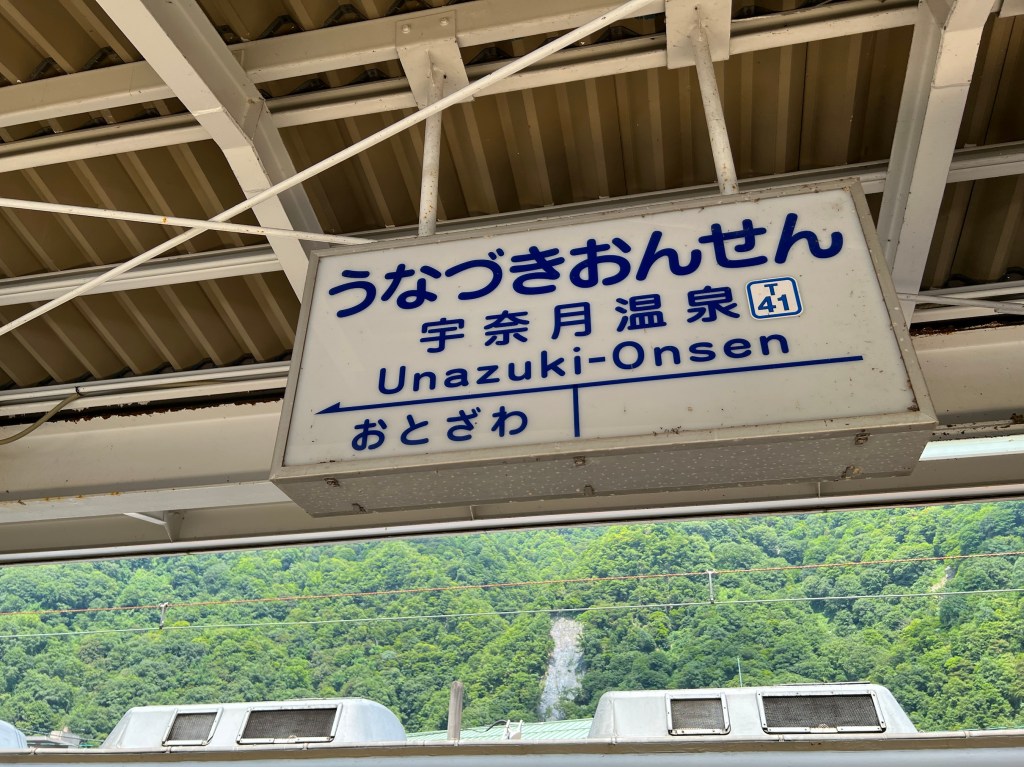 うなづきおんせん
宇奈月温泉 T 41
Unazuki-Onsen
おとざわ